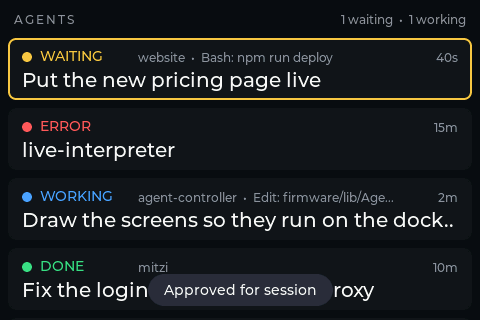 AGENTS 1 waiting • 1 working
WAITING website • Bash: npm run deploy 40s
Put the new pricing page live
ERROR 15m
live-interpreter
WORKING agent-controller • Edit: firmware/lib/Age... 2m
Draw the screens so they run on the dock..
DONE mitzi 10m
Fix the login roxy
Approved for session